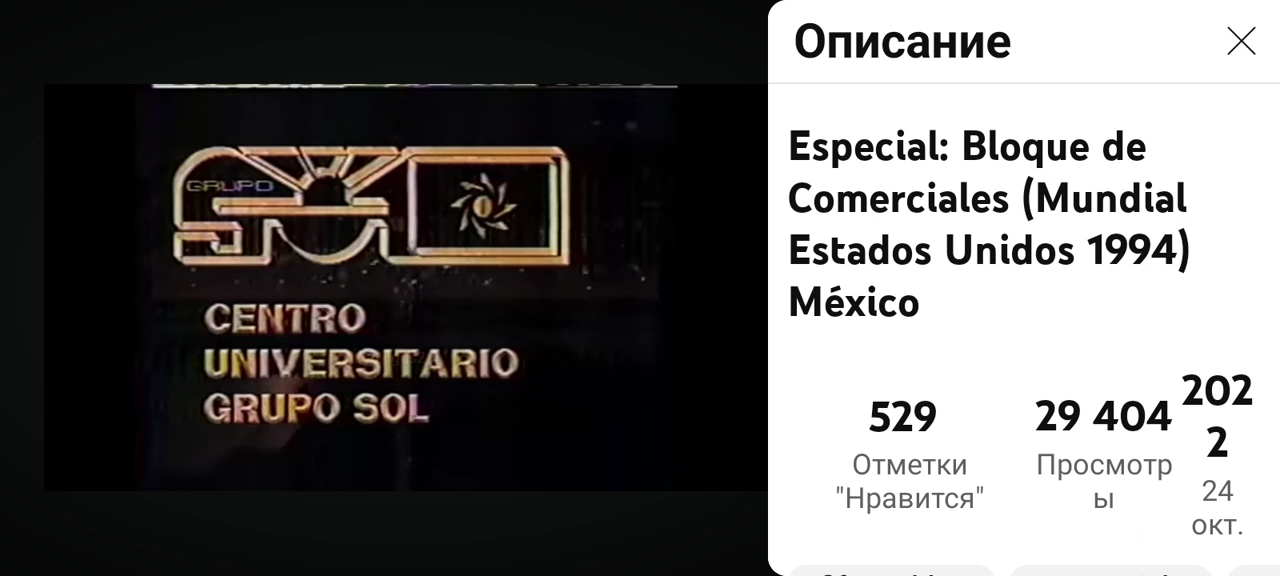 GRUPO
SOL
CENTRO
UNIVERSITARIO
GRUPO SOL
Описание
Especial: Bloque de
Comerciales (Mundial
Estados Unidos 1994)
México
529
Отметки
"Нравится"
29 404
Просмотр
ы
202
2
24
окт.